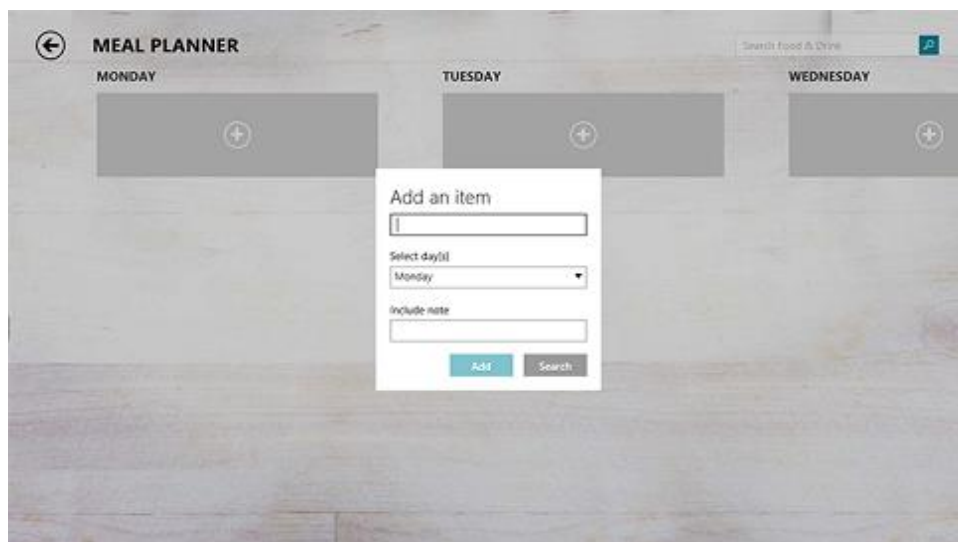 MEAL PLANNER
Search Food & Drink
MONDAY
TUESDAY
WEDNESDAY
Add an item
Select day[s]
Monday
Include note
Add
Search